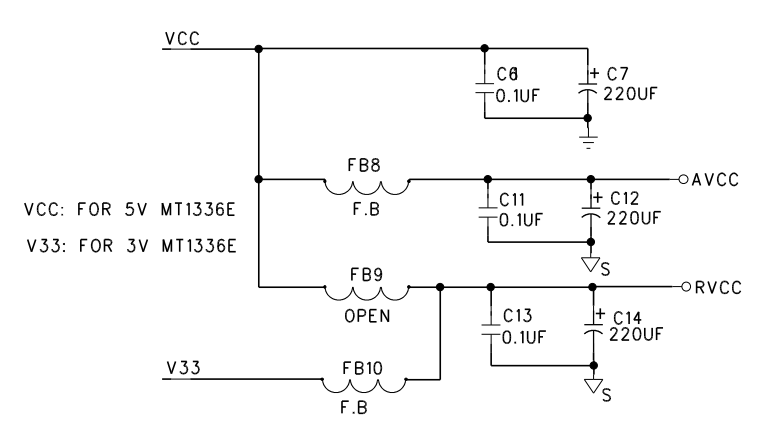 VCC
C6
0.1UF
+ C7
220UF
FB8
F.B
AVCC
C11
0.1UF
+ C12
220UF
S
VCC: FOR 5V MT1336E
V33: FOR 3V MT1336E
FB9
OPEN
RVCC
C13
0.1UF
+ C14
220UF
S
V33
FB10
F.B